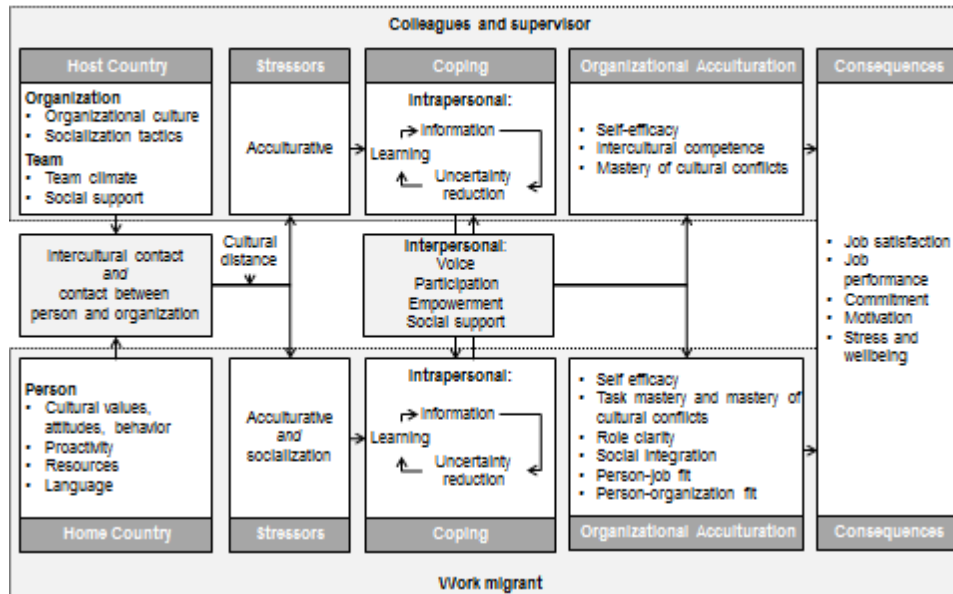 Colleagues and supervisor
Host Country
Stressors
Coping
Organizational Acculturation
Consequences
Organization
• Organizational culture
• Socialization tactics
Team
• Team climate
• Social support
Acculturative
Intrapersonal:
Information
Learning
Uncertainty
reduction
• Self-efficacy
• Intercultural competence
• Mastery of cultural conflicts
Intercultural contact
and
contact between
person and organization
Cultural
distance
Interpersonal:
Voice
Participation
Empowerment
Social support
• Job satisfaction
• Job
performance
• Commitment
• Motivation
• Stress and
wellbeing
Person
• Cultural values,
attitudes, behavior
• Proactivity
• Resources
• Language
Acculturative
and
socialization
Intrapersonal:
Information
Learning
Uncertainty
reduction
• Self efficacy
• Task mastery and mastery of
cultural conflicts
• Role clarity
• Social integration
• Person-job fit
• Person-organization fit
Home Country
Stressors
Coping
Organizational Acculturation
Consequences
Work migrant